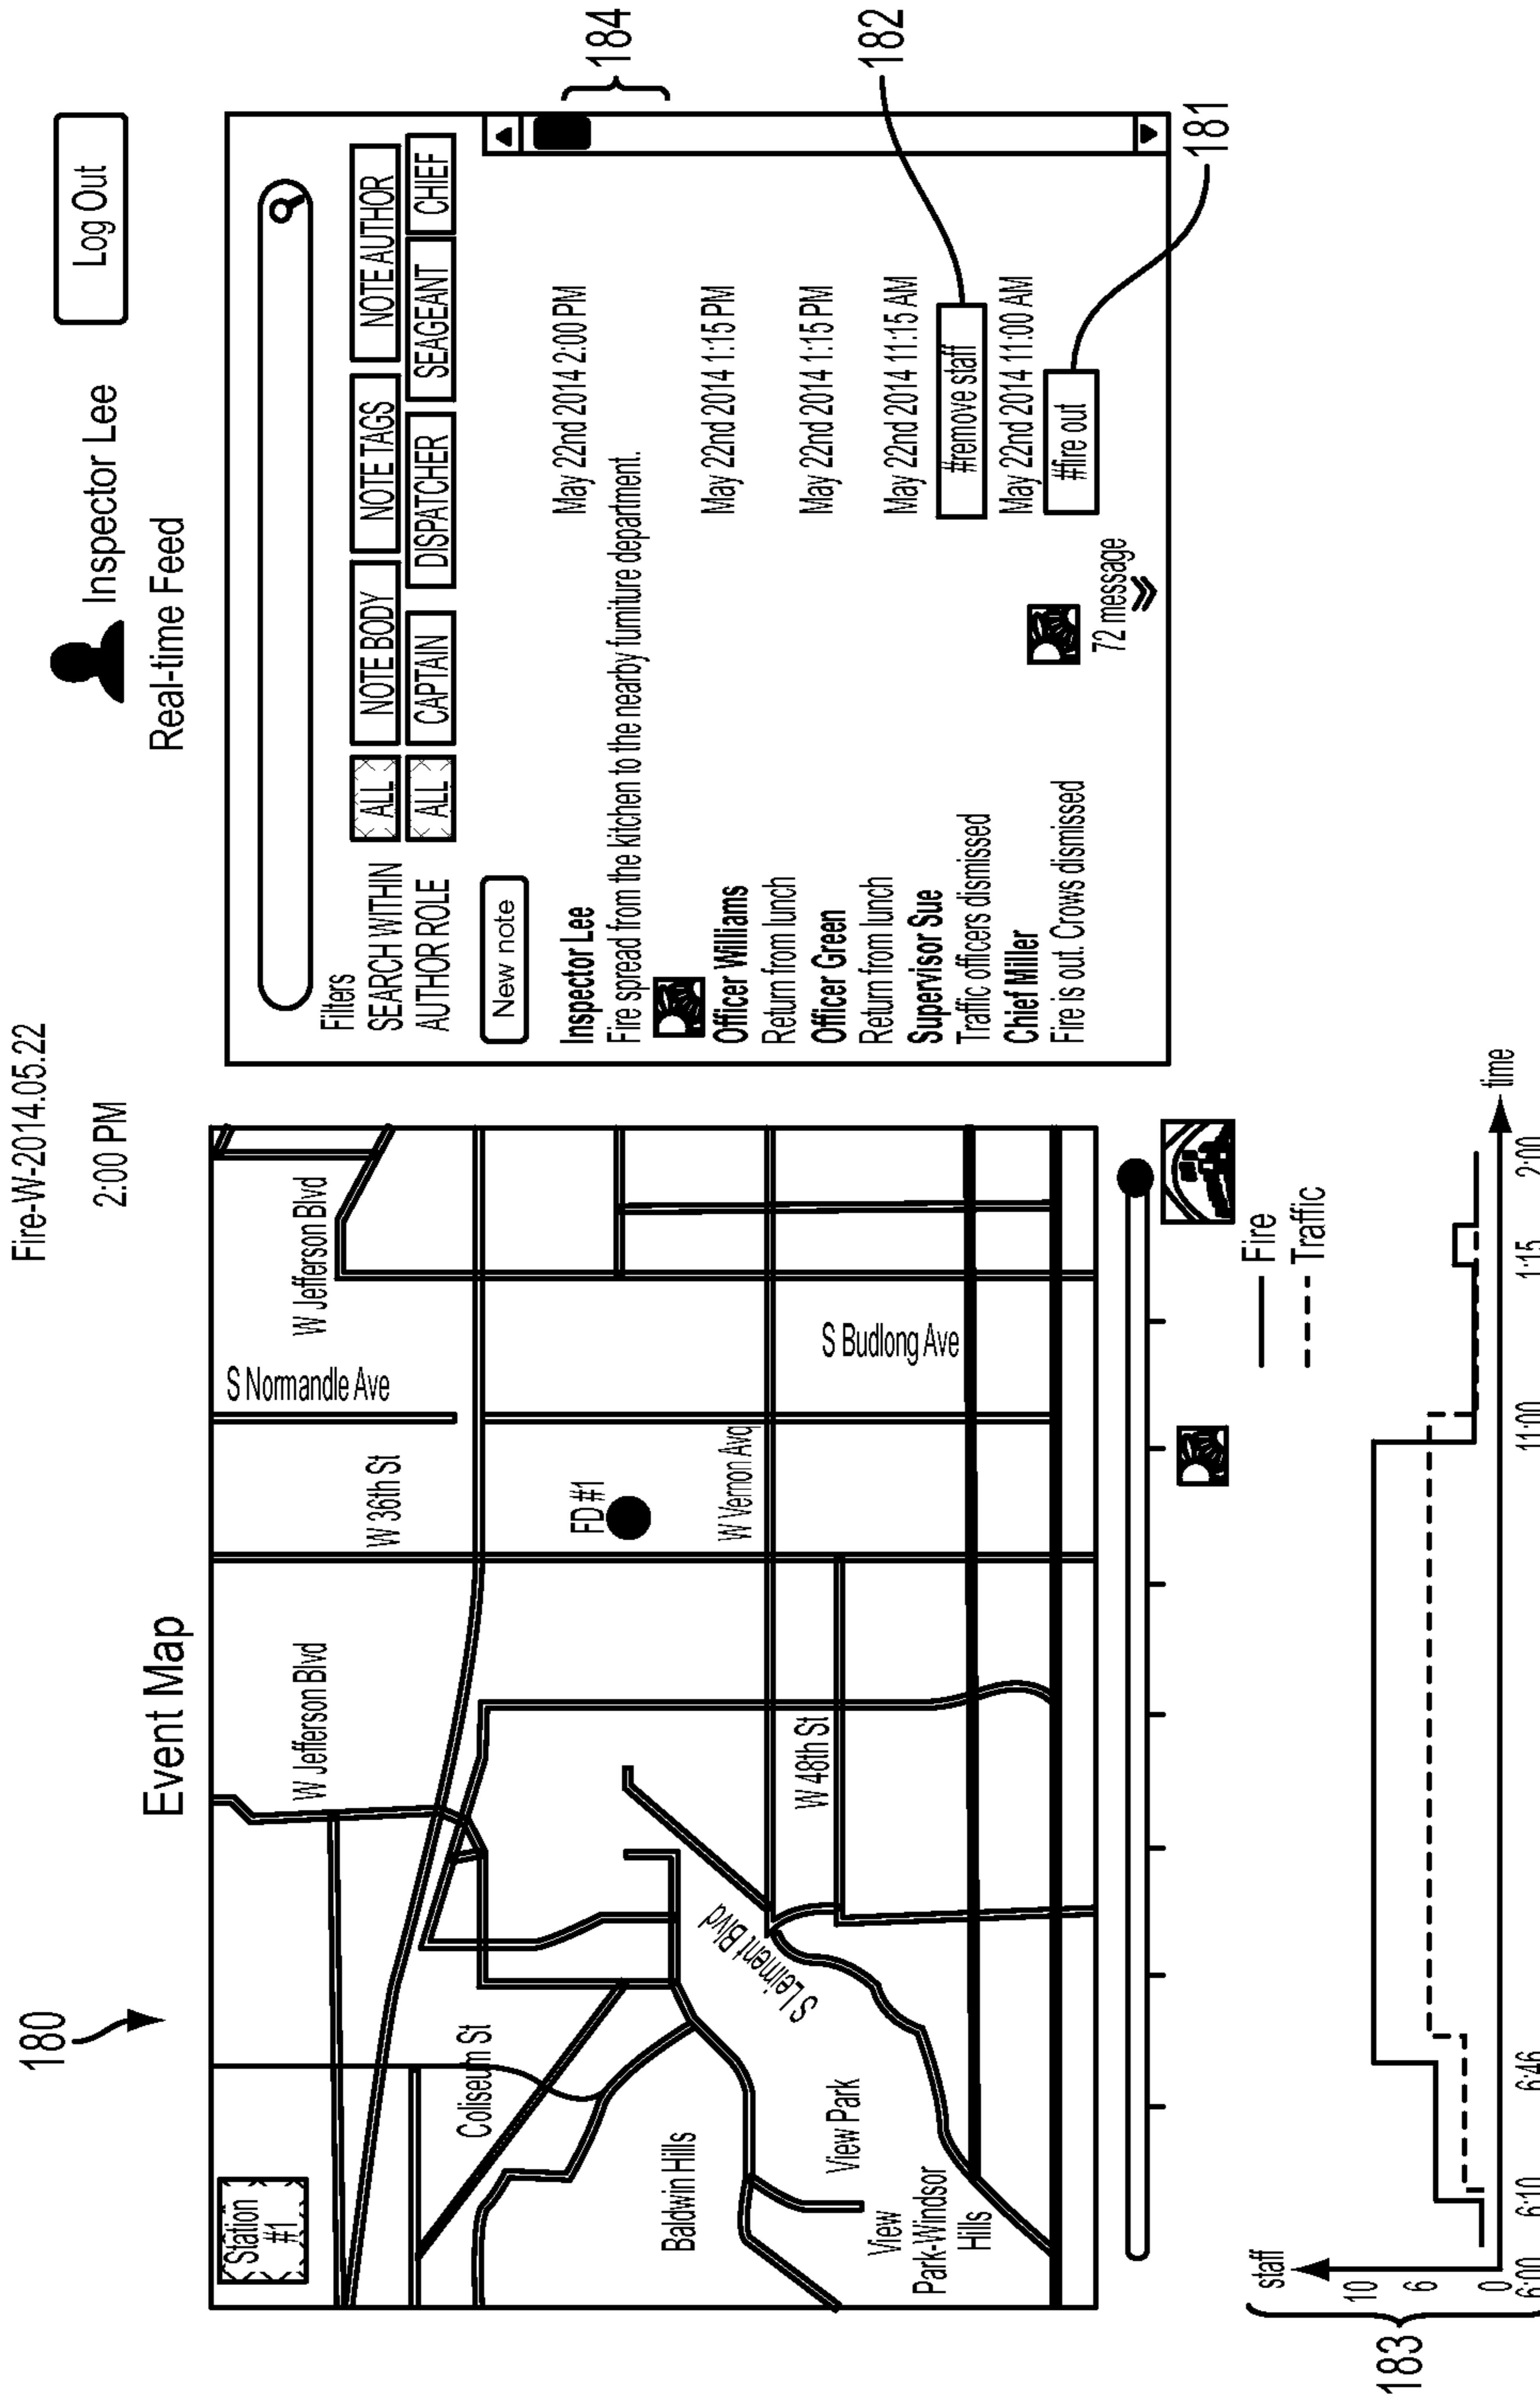 Fire-W-2014.05.22
2:00 PM
180
Event Map
Station
#1
W Jefferson Blvd
W Jefferson Blvd
S Normandle Ave
W 36th St
Coliseum St
FD #1
Baldwin Hills
S Leiment Blvd
W Vernon Avq
View Park
W 48th St
S Budlong Ave
View
Park-Windsor
Hills
Inspector Lee
Log Out
Real-time Feed
Filters
SEARCH WITHIN
ALL
NOTE BODY
NOTE TAGS
NOTE AUTHOR
AUTHOR ROLE
ALL
CAPTAIN
DISPATCHER
SEAGEANT
CHIEF
New note
Inspector Lee
May 22nd 2014 2:00 PM
Fire spread from the kitchen to the nearby furniture department.
184
Officer Williams
May 22nd 2014 1:15 PM
Return from lunch
Officer Green
May 22nd 2014 1:15 PM
Return from lunch
Supervisor Sue
May 22nd 2014 11:15 AM
Traffic officers dismissed
#remove staff
182
Chief Miller
May 22nd 2014 11:00 AM
Fire is out. Crows dismissed
#fire out
181
72 message
Fire
Traffic
183
staff
10
6
0
6:00
6:10
6:46
11:00
1:15
2:00
time